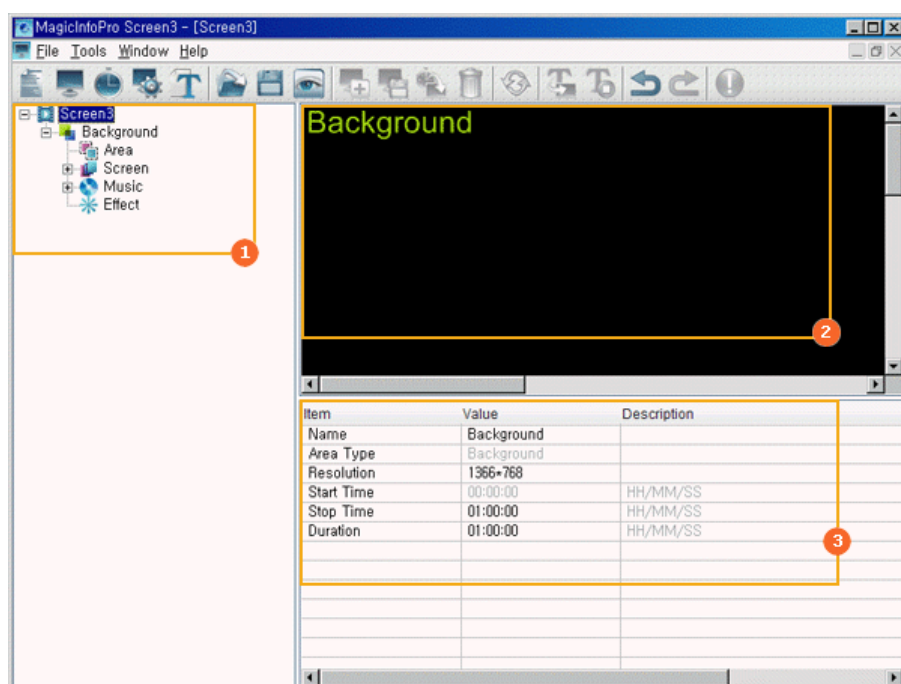 MagicInfoPro Screen3 - [Screen3]
File Tools Window Help
Screen3
Background
Area
Screen
Music
Effect
1
Background
2
Item Value Description
Name Background
Area Type Background
Resolution 1366*768
Start Time 00:00:00 HH/MM/SS
Stop Time 01:00:00 HH/MM/SS
Duration 01:00:00 HH/MM/SS
3